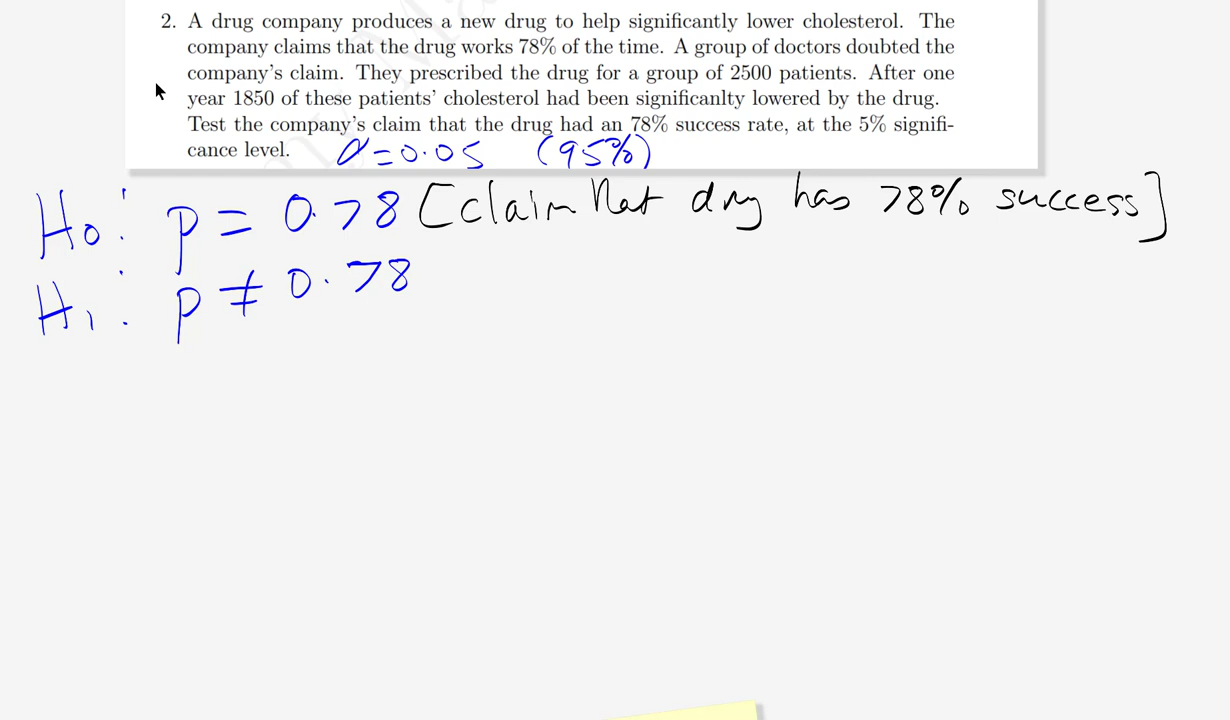 2. A drug company produces a new drug to help significantly lower cholesterol. The
company claims that the drug works 78% of the time. A group of doctors doubted the
company's claim. They prescribed the drug for a group of 2500 patients. After one
year 1850 of these patients' cholesterol had been significanlty lowered by the drug.
Test the company's claim that the drug had an 78% success rate, at the 5% signifi-
cance level. α=0.05 (95%)
H0: p = 0.78 [claim that drug has 78% success]
H1: p ≠ 0.78